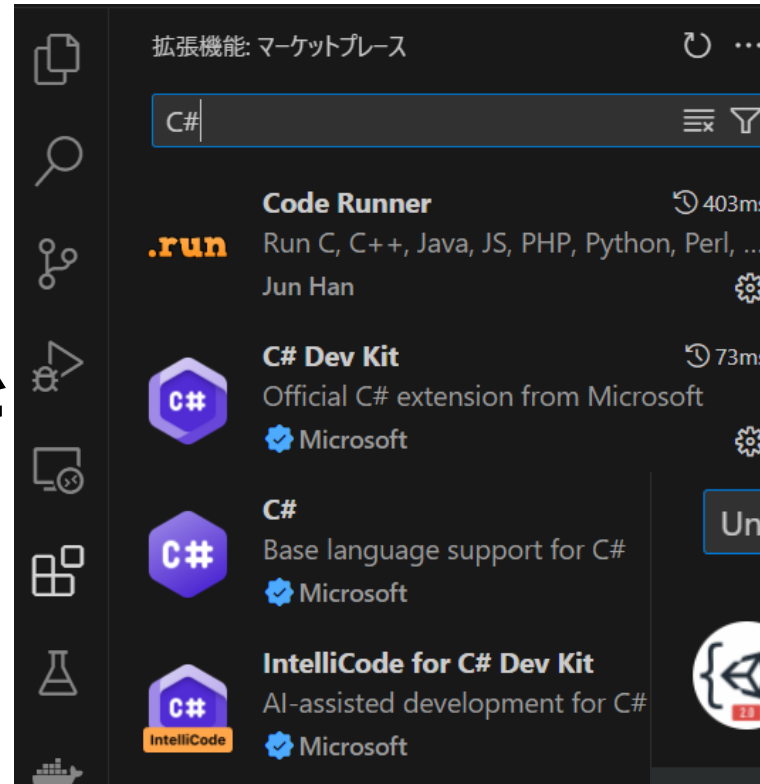 拡張機能: マーケットプレース
C#
Code Runner
403ms
.run
Run C, C++, Java, JS, PHP, Python, Perl, ...
Jun Han
C# Dev Kit
73ms
C#
Official C# extension from Microsoft
Microsoft
C#
C#
Base language support for C#
Microsoft
Un
IntelliCode for C# Dev Kit
C#
AI-assisted development for C#
IntelliCode
Microsoft
2.0